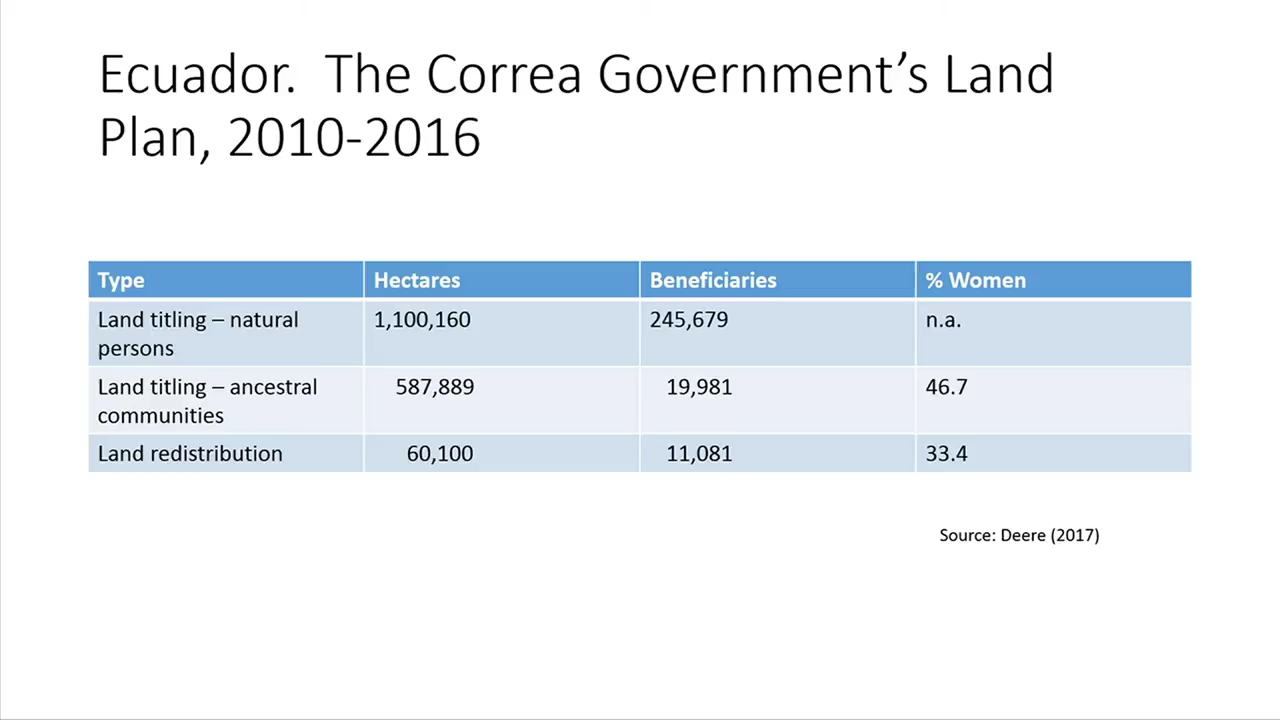 Ecuador.  The Correa Government’s Land
Plan, 2010-2016
Type Hectares Beneficiaries % Women
Land titling – natural persons 1,100,160 245,679 n.a.
Land titling – ancestral communities 587,889 19,981 46.7
Land redistribution 60,100 11,081 33.4
Source: Deere (2017)